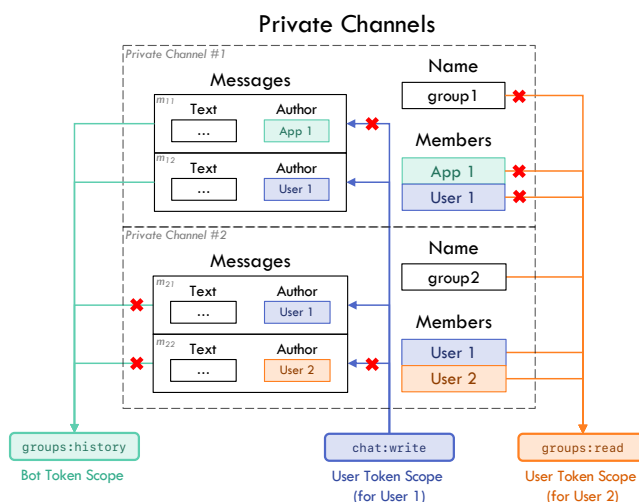 Private Channels
Private Channel #1
Messages
Name
m11
Text
Author
...
App 1
group1
m12
Text
Author
...
User 1
Members
App 1
User 1
Private Channel #2
Messages
Name
m21
Text
Author
...
User 1
group2
m22
Text
Author
...
User 2
Members
User 1
User 2
groups:history
chat:write
groups:read
Bot Token Scope
User Token Scope
(for User 1)
User Token Scope
(for User 2)